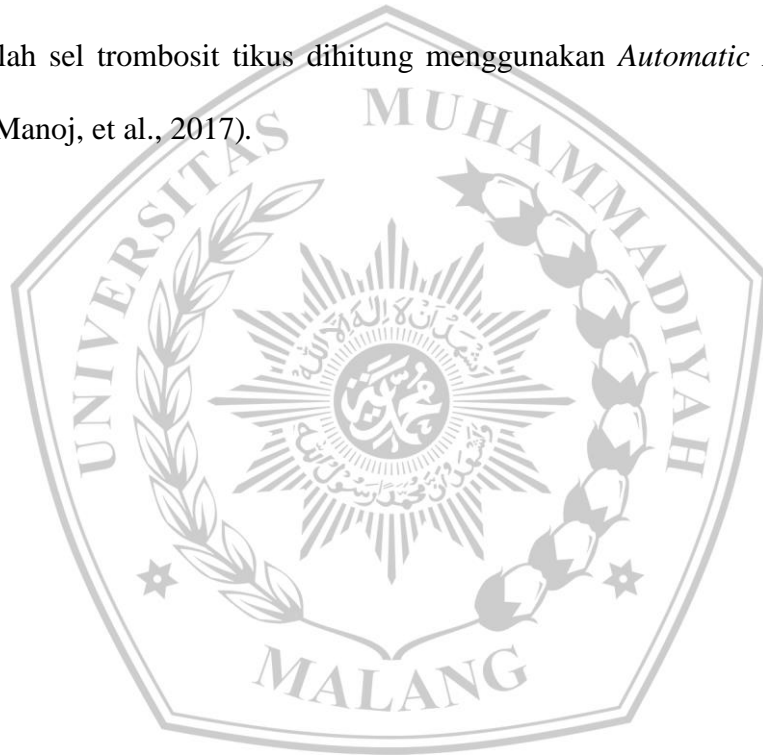 lah sel trombosit tikus dihitung menggunakan Automatic
Manoj, et al., 2017).
UNIVERSITAS MUHAMMADIYAH
MALANG